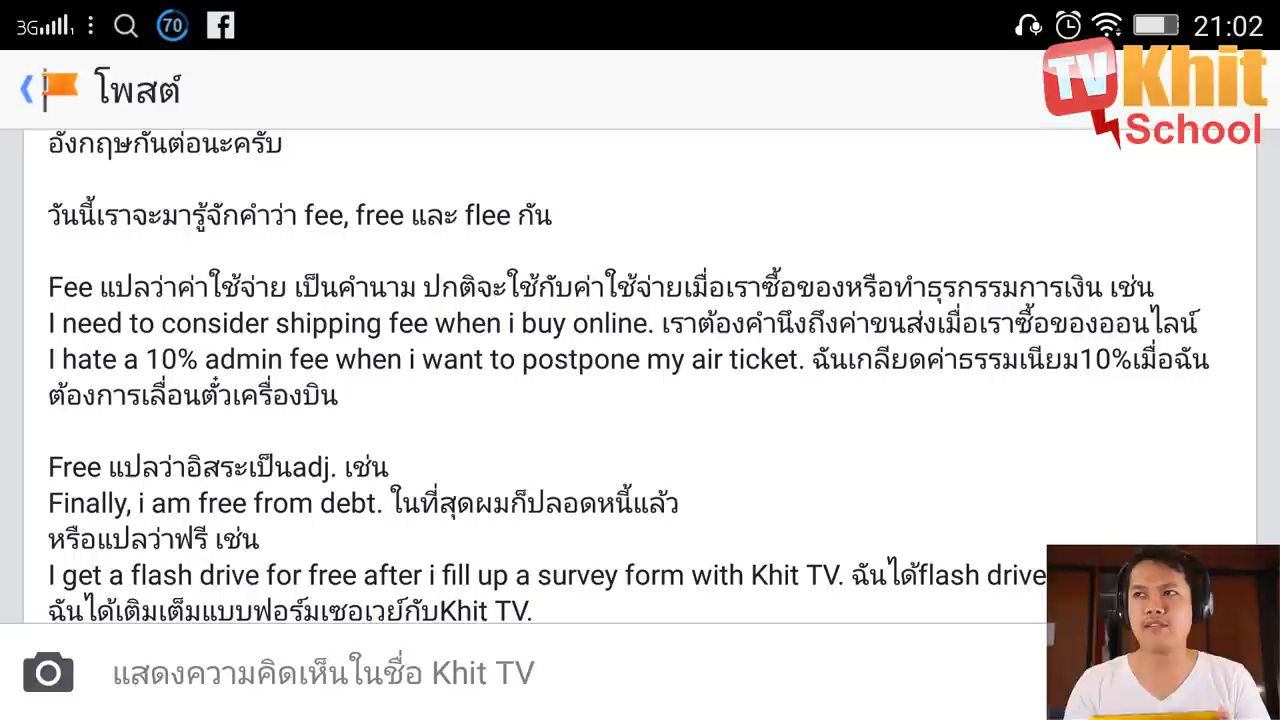 3G 1 70 21:02
โพสต์
TV Khit
School
อังกฤษกันต่อนะครับ
วันนี้เราจะมารู้จักคำว่า fee, free และ flee กัน
Fee แปลว่าค่าใช้จ่าย เป็นคำนาม ปกติจะใช้กับค่าใช้จ่ายเมื่อเราซื้อของหรือทำธุรกรรมการเงิน เช่น
I need to consider shipping fee when i buy online. เราต้องคำนึงถึงค่าขนส่งเมื่อเราซื้อของออนไลน์
I hate a 10% admin fee when i want to postpone my air ticket. ฉันเกลียดค่าธรรมเนียม10%เมื่อฉัน
ต้องการเลื่อนตั๋วเครื่องบิน
Free แปลว่าอิสระเป็นadj. เช่น
Finally, i am free from debt. ในที่สุดผมก็ปลอดหนี้แล้ว
หรือแปลว่าฟรี เช่น
I get a flash drive for free after i fill up a survey form with Khit TV. ฉันได้flash drive
ฉันได้เติมเต็มแบบฟอร์มเซอเวย์กับKhit TV.
แสดงความคิดเห็นในชื่อ Khit TV